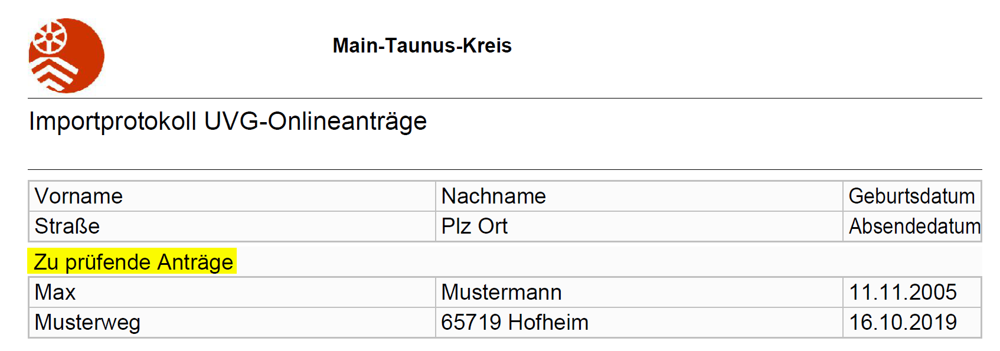 Main-Taunus-Kreis
Importprotokoll UVG-Onlineanträge
Vorname Nachname Geburtsdatum
Straße Plz Ort Absendedatum
Zu prüfende Anträge
Max Mustermann 11.11.2005
Musterweg 65719 Hofheim 16.10.2019